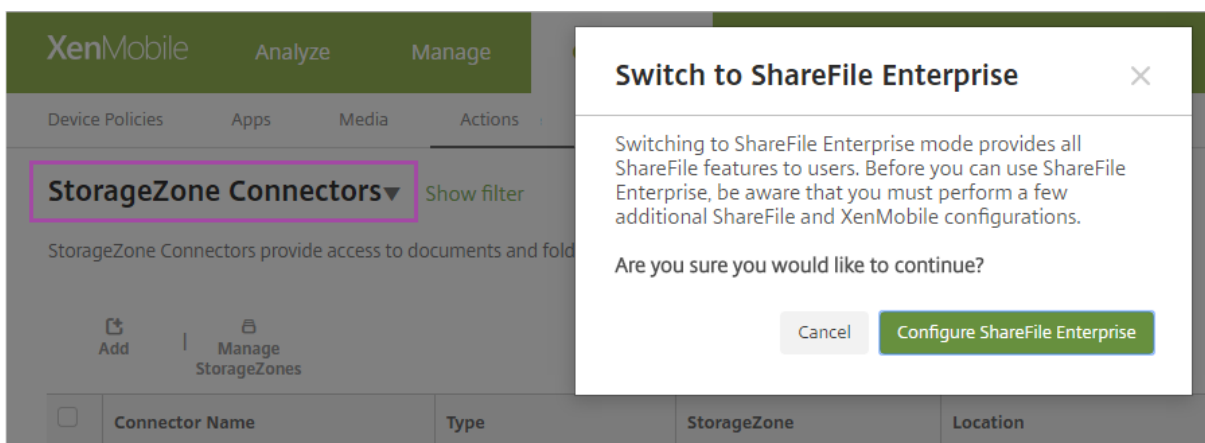 XenMobile Analyze Manage
Device Policies Apps Media Actions
StorageZone Connectors Show filter
StorageZone Connectors provide access to documents and fold
Add Manage
StorageZones
Connector Name Type StorageZone Location
Switch to ShareFile Enterprise
Switching to ShareFile Enterprise mode provides all
ShareFile features to users. Before you can use ShareFile
Enterprise, be aware that you must perform a few
additional ShareFile and XenMobile configurations.
Are you sure you would like to continue?
Cancel Configure ShareFile Enterprise